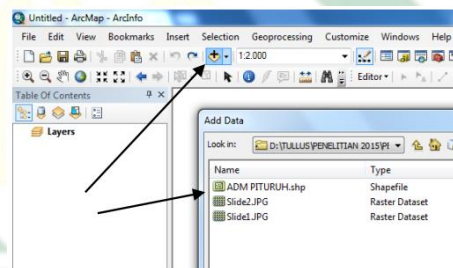 Untitled - ArcMap - ArcInfo
File Edit View Bookmarks Insert Selection Geoprocessing Customize Windows Help
1:2.000
Editor
Table Of Contents
Layers
Add Data
Look in: D:\TULLUS\PENELITIAN 2015\PE
Name Type
ADM PITURUH.shp Shapefile
Slide2.JPG Raster Dataset
Slide1.JPG Raster Dataset